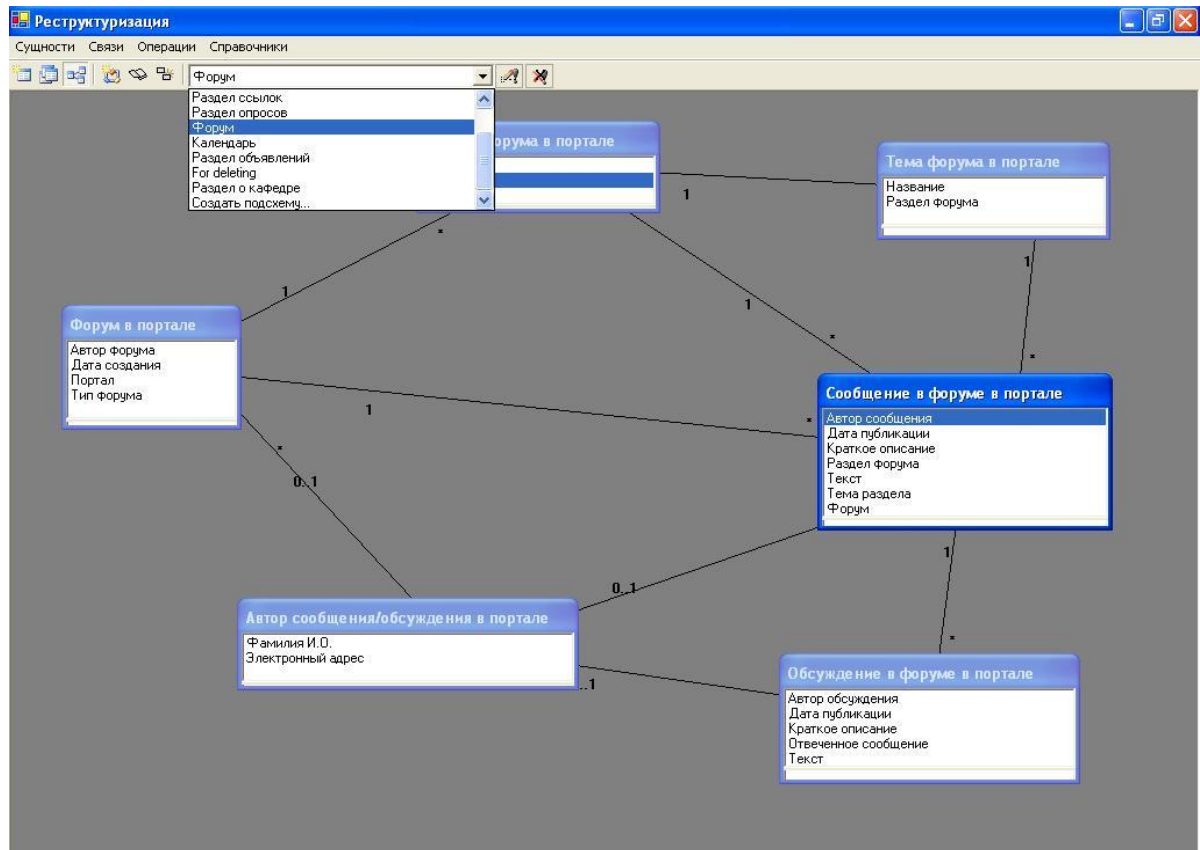 Реструктуризация
Сущности Связи Операции Справочники
Форум
Раздел ссылок
Раздел опросов
Форум
Календарь
Раздел объявлений
For deleting
Раздел о кафедре
Создать подсхему...
форума в портале
1
*
Тема форума в портале
Название
Раздел форума
1
*
1
*
1
Форум в портале
Автор форума
Дата создания
Портал
Тип форума
1
*
*
0..1
Сообщение в форуме в портале
Автор сообщения
Дата публикации
Краткое описание
Раздел форума
Текст
Тема раздела
Форум
1
*
0..1
Автор сообщения/обсуждения в портале
Фамилия И.О.
Электронный адрес
..1
Обсуждение в форуме в портале
Автор обсуждения
Дата публикации
Краткое описание
Отвеченное сообщение
Текст